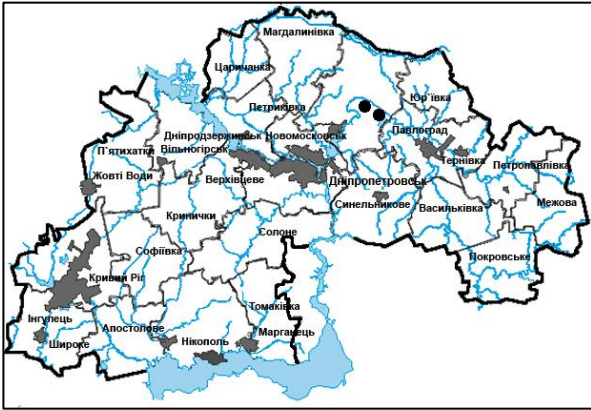 Магдалинівка
Царичанка
Петриківка
Юр'ївка
Дніпродзержинськ
Новомосковськ
Павлоград
П'ятихатки
Вільногірськ
Тернівка
Петропавлівка
Жовті Води
Верхівцеве
Дніпропетровськ
Синельникове
Васильківка
Межова
Кринички
Солоне
Софіївка
Покровське
Кривий Ріг
Томаківка
Інгулець
Апостолове
Марганець
Широке
Нікополь